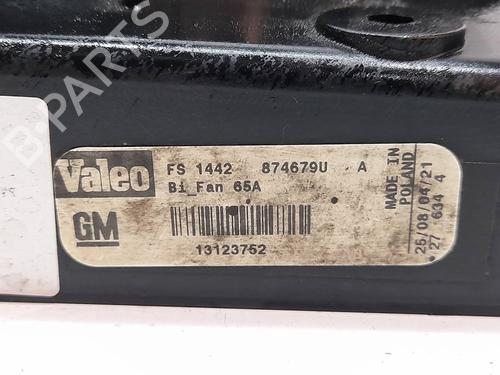 Valeo FS 1442 874679U A
Bi_Fan 65A
GM
13123752
MADE IN
POLAND
25/08/04/21
27 634 4
B-PARTS